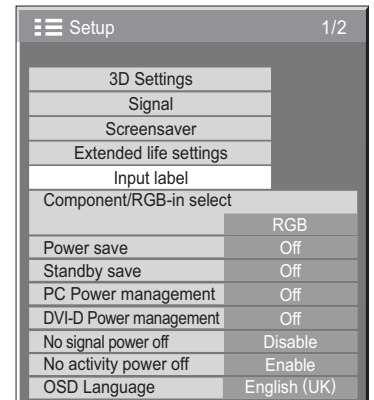 Setup 1/2
3D Settings
Signal
Screensaver
Extended life settings
Input label
Component/RGB-in select
RGB
Power save Off
Standby save Off
PC Power management Off
DVI-D Power management Off
No signal power off Disable
No activity power off Enable
OSD Language English (UK)